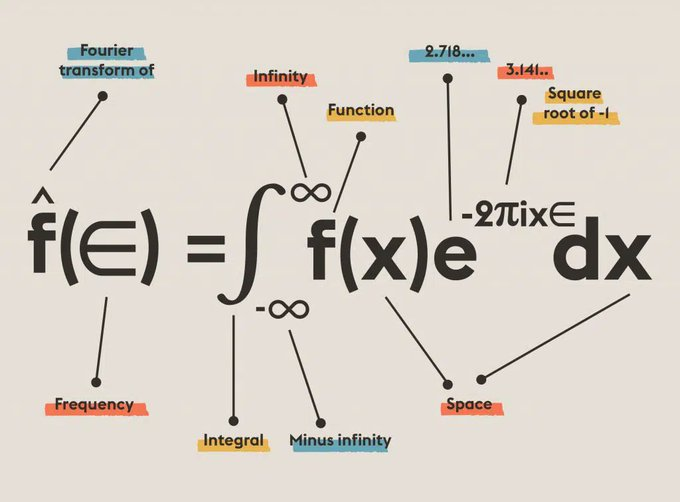 Fourier
transform of
Infinity
Function
2.718...
3.141..
Square
root of -1
f̂(∈) = ∫ ∞ -∞ f(x)e -2πix∈ dx
Frequency
Integral
Minus infinity
Space